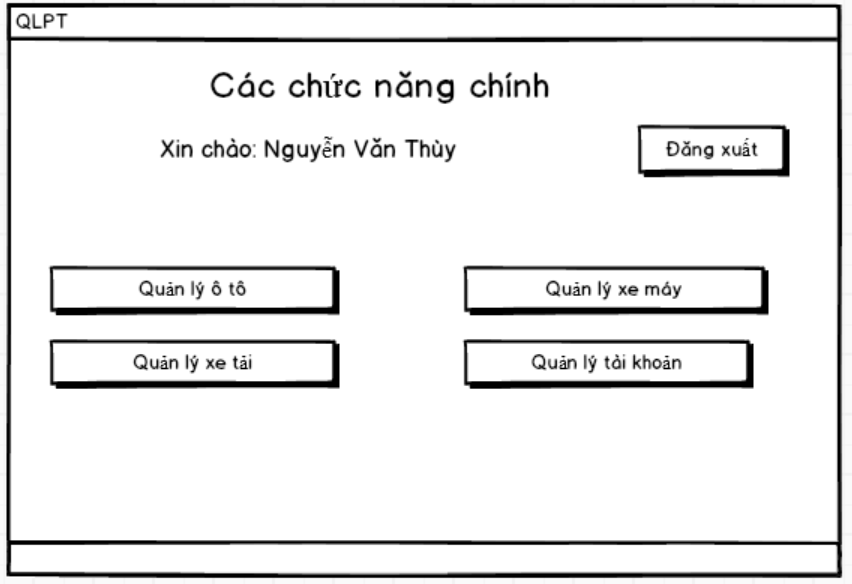 QLPT
Các chức năng chính
Xin chào: Nguyễn Văn Thùy
Đăng xuất
Quản lý ô tô
Quản lý xe máy
Quản lý xe tải
Quản lý tài khoản